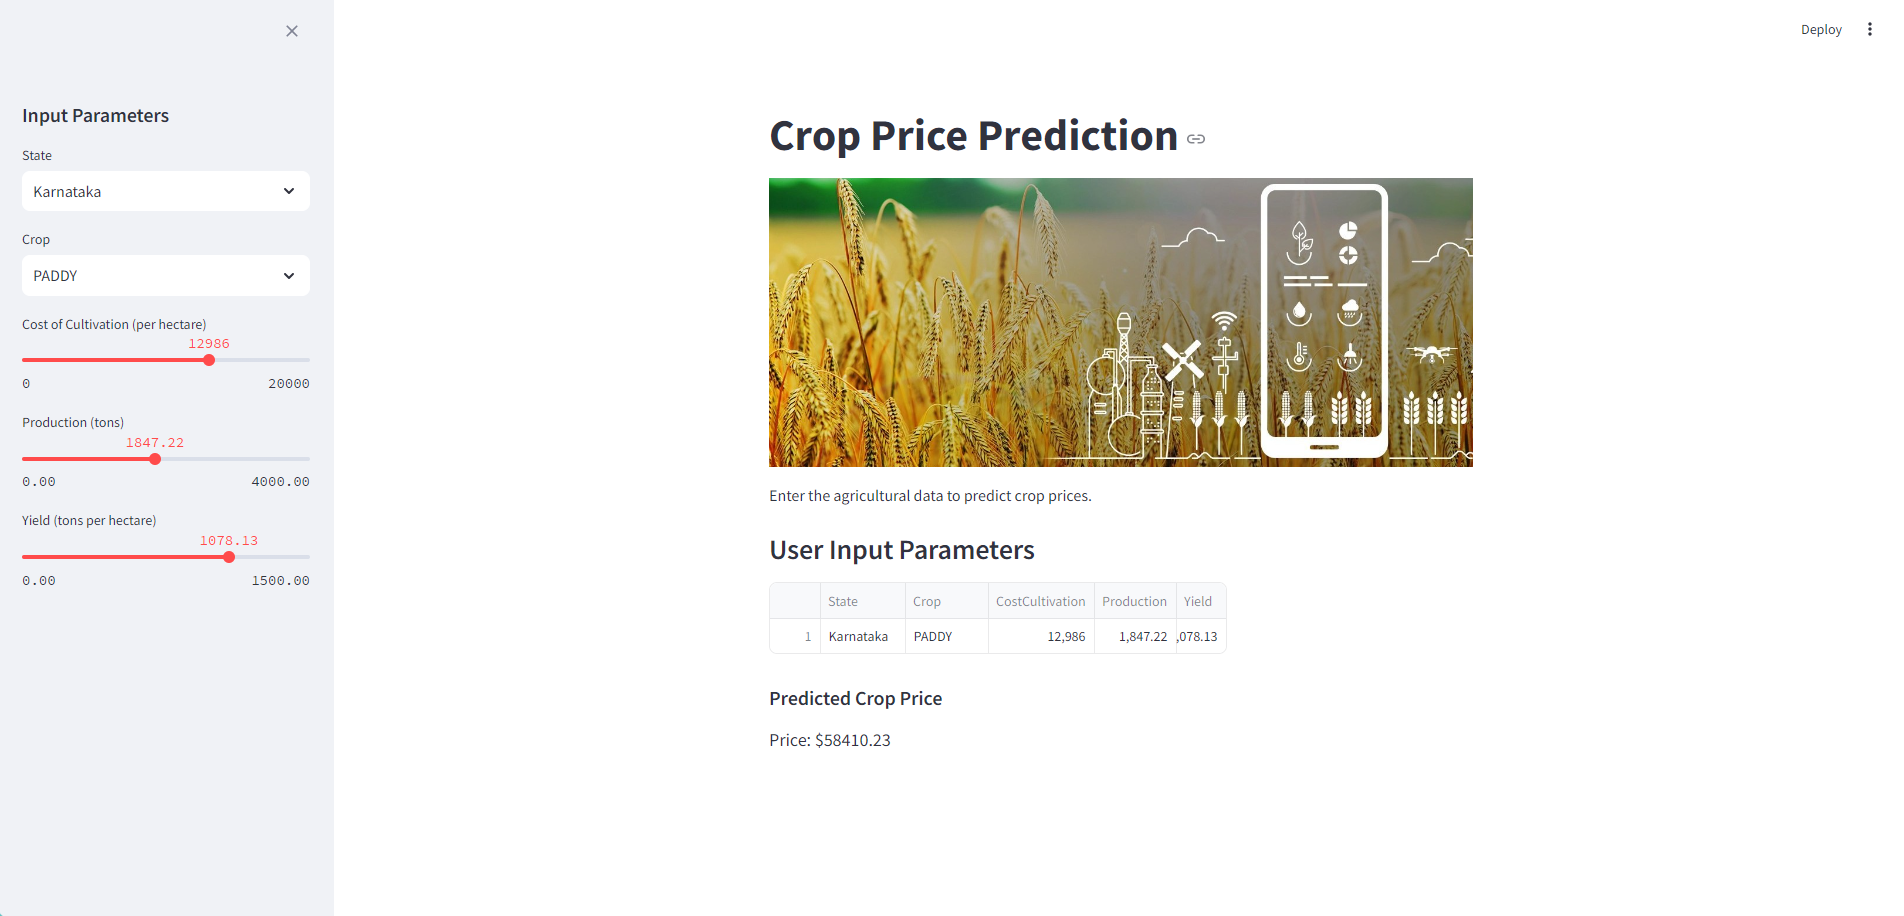 Deploy
Input Parameters
State
Karnataka
Crop
PADDY
Cost of Cultivation (per hectare)
12986
0 20000
Production (tons)
1847.22
0.00 4000.00
Yield (tons per hectare)
1078.13
0.00 1500.00
Crop Price Prediction
Enter the agricultural data to predict crop prices.
User Input Parameters
State Crop CostCultivation Production Yield
1 Karnataka PADDY 12,986 1,847.22 ,078.13
Predicted Crop Price
Price: $58410.23